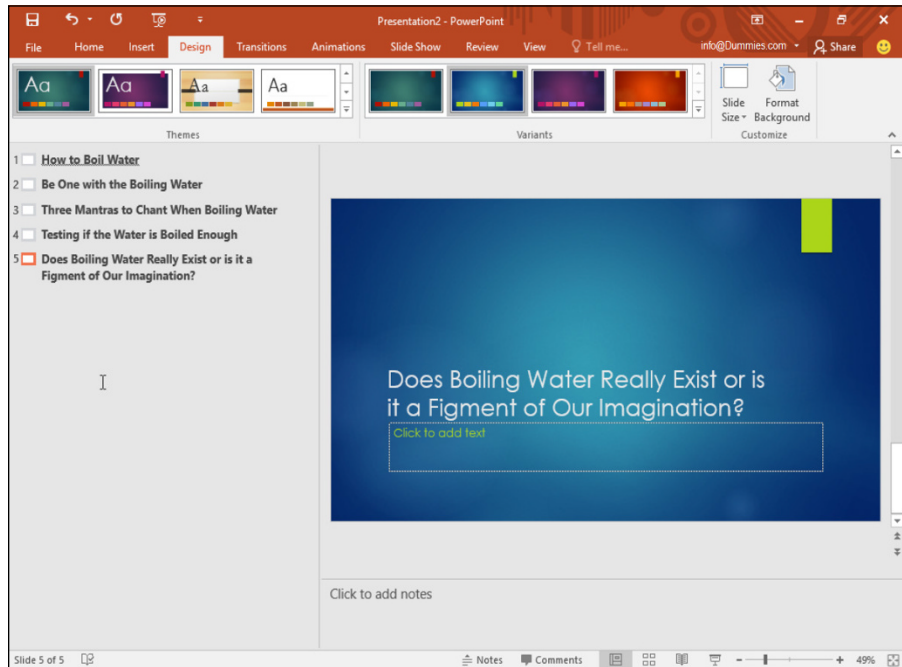 Presentation2 - PowerPoint
File Home Insert Design Transitions Animations Slide Show Review View Tell me... info@Dummies.com Share
Aa Aa Aa Aa
Slide Size Format Background
Themes Variants Customize
1 How to Boil Water
2 Be One with the Boiling Water
3 Three Mantras to Chant When Boiling Water
4 Testing if the Water is Boiled Enough
5 Does Boiling Water Really Exist or is it a
Figment of Our Imagination?
Does Boiling Water Really Exist or is
it a Figment of Our Imagination?
Click to add text
Click to add notes
Slide 5 of 5 Notes Comments 49%